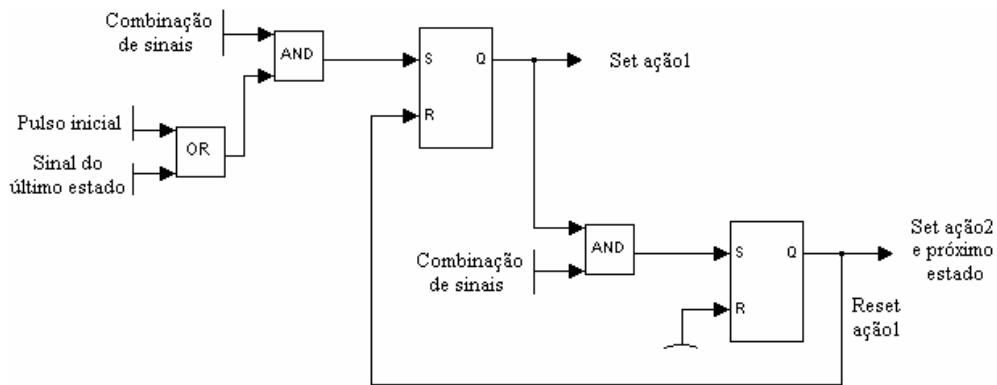 Combinação
de sinais
AND
S
Q
Set ação1
R
Pulso inicial
OR
Sinal do
último estado
AND
Combinação
de sinais
S
Q
Set ação2
e próximo
estado
R
Reset
ação1